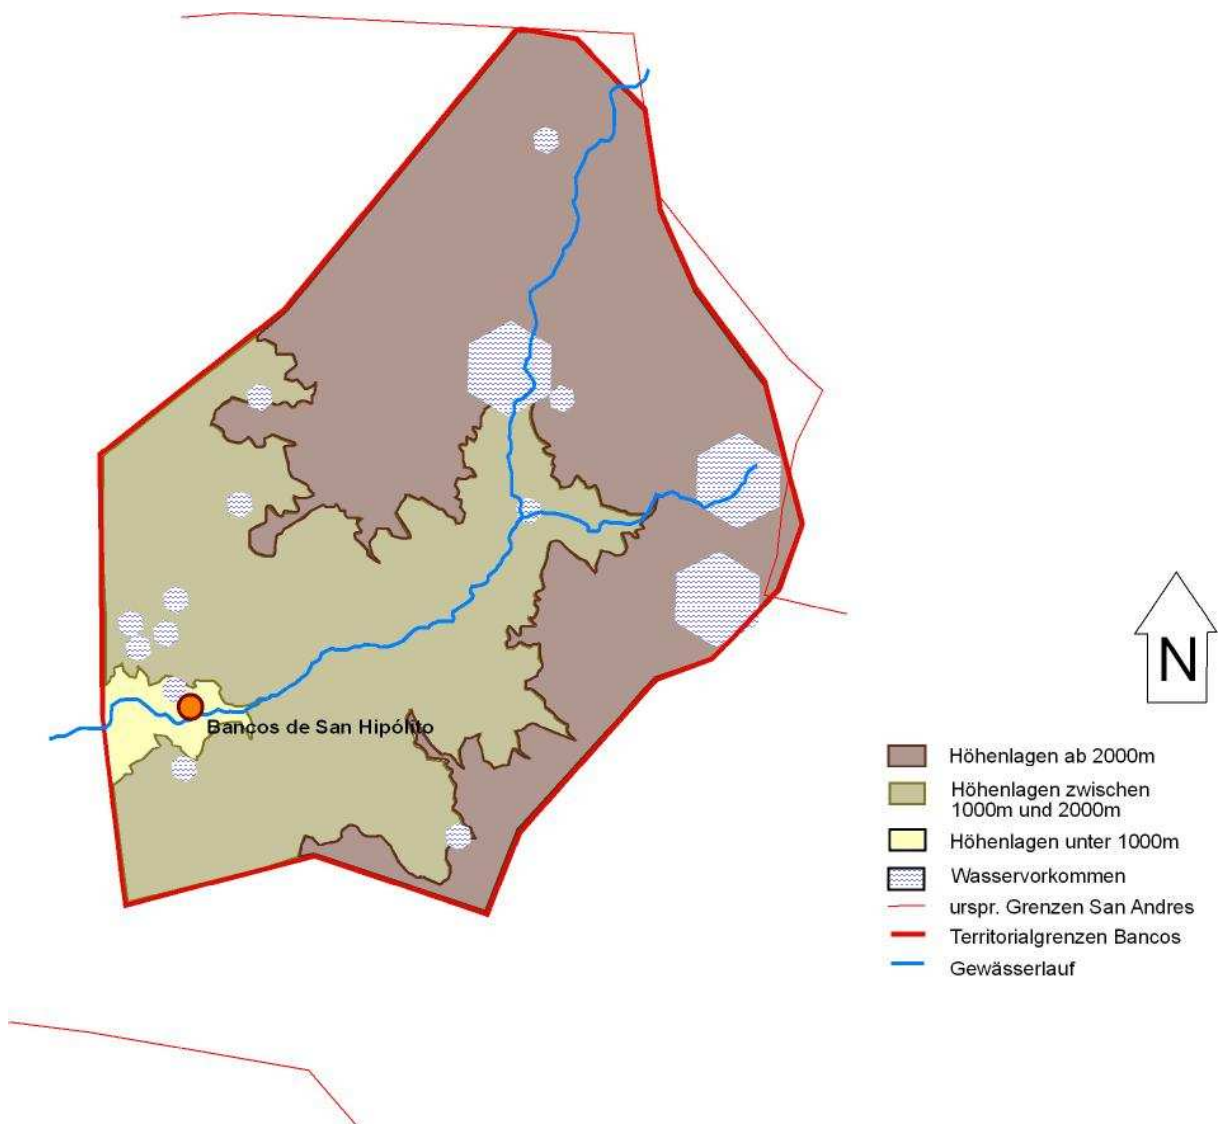 N
Bancos de San Hipólito
Höhenlagen ab 2000m
Höhenlagen zwischen
1000m und 2000m
Höhenlagen unter 1000m
Wasservorkommen
urspr. Grenzen San Andres
Territorialgrenzen Bancos
Gewässerlauf